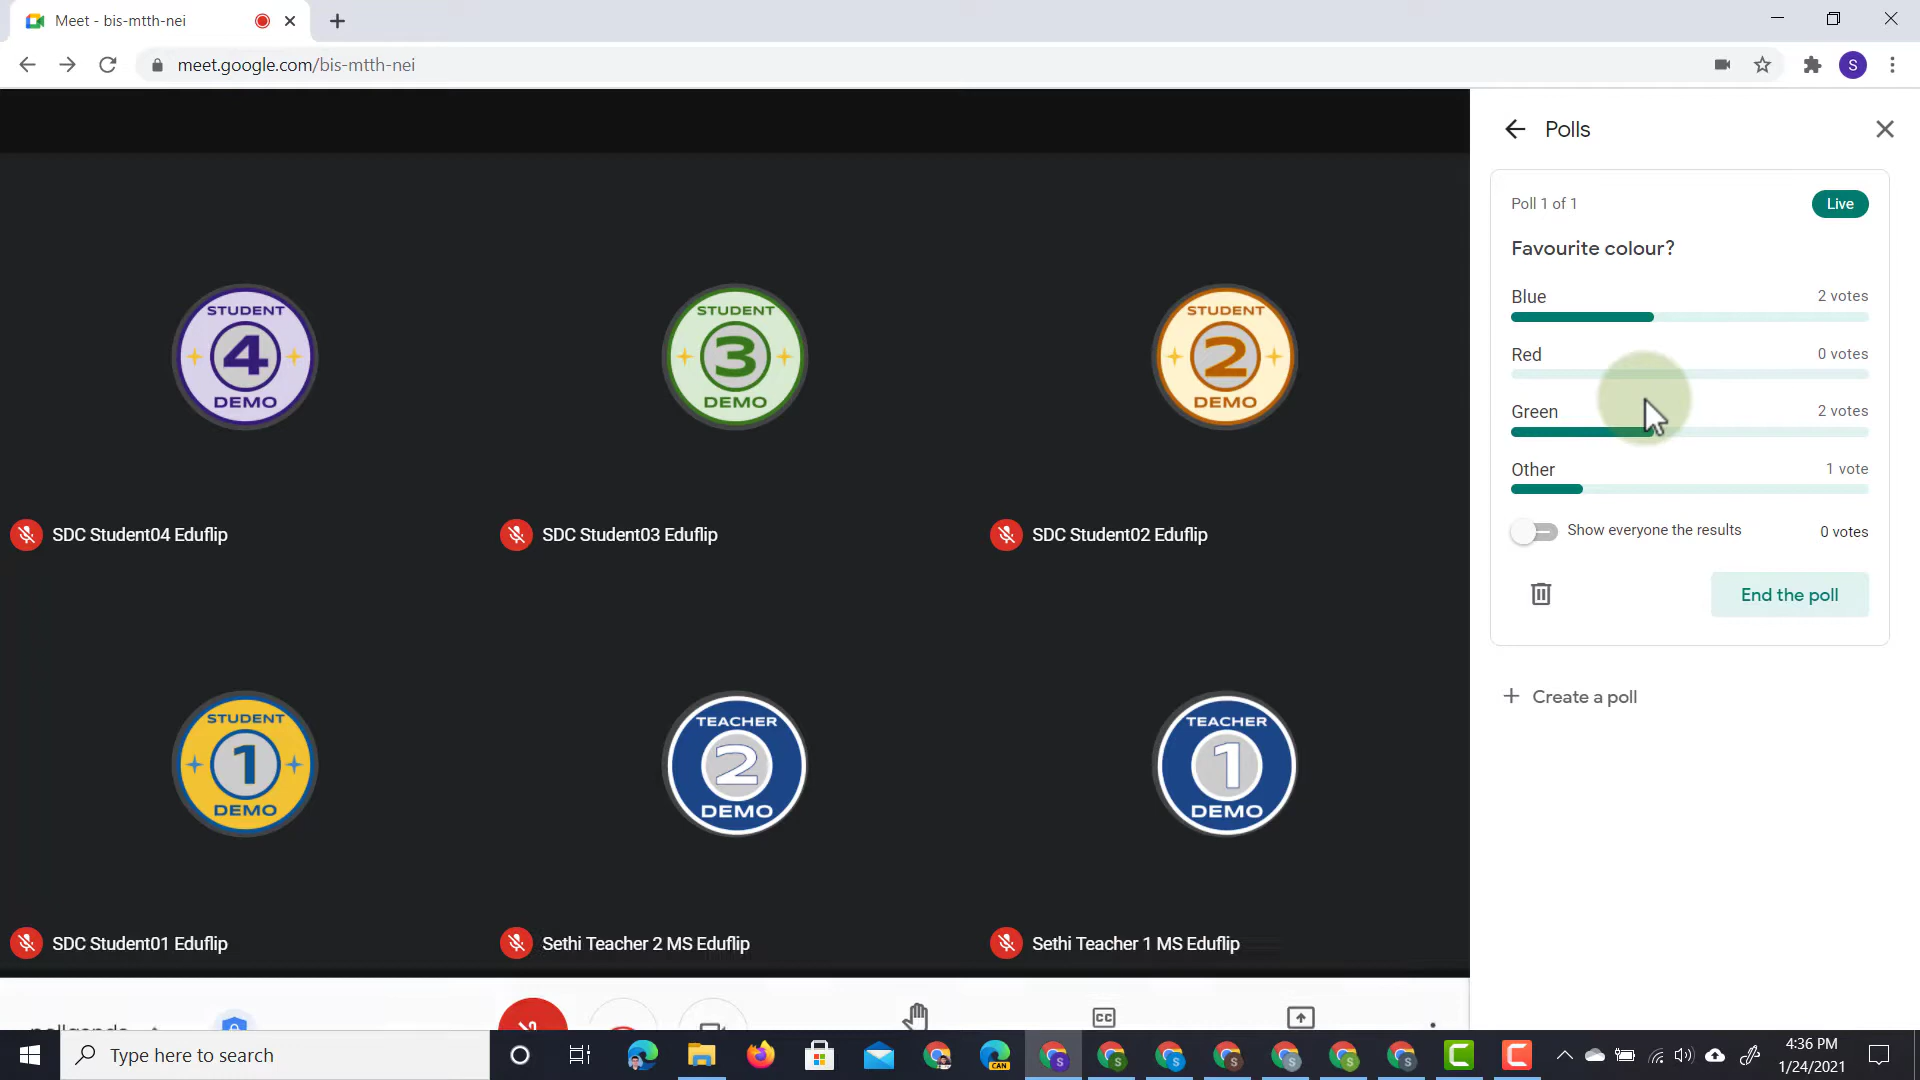 Meet - bis-mtth-nei
meet.google.com/bis-mtth-nei
S
Polls
Poll 1 of 1
Live
Favourite colour?
Blue
2 votes
Red
0 votes
Green
2 votes
Other
1 vote
Show everyone the results
0 votes
End the poll
Create a poll
STUDENT
4
DEMO
STUDENT
3
DEMO
STUDENT
2
DEMO
SDC Student04 Eduflip
SDC Student03 Eduflip
SDC Student02 Eduflip
STUDENT
1
DEMO
TEACHER
2
DEMO
TEACHER
1
DEMO
SDC Student01 Eduflip
Sethi Teacher 2 MS Eduflip
Sethi Teacher 1 MS Eduflip
CC
Type here to search
CAN
S
S
S
S
S
S
S
4:36 PM
1/24/2021